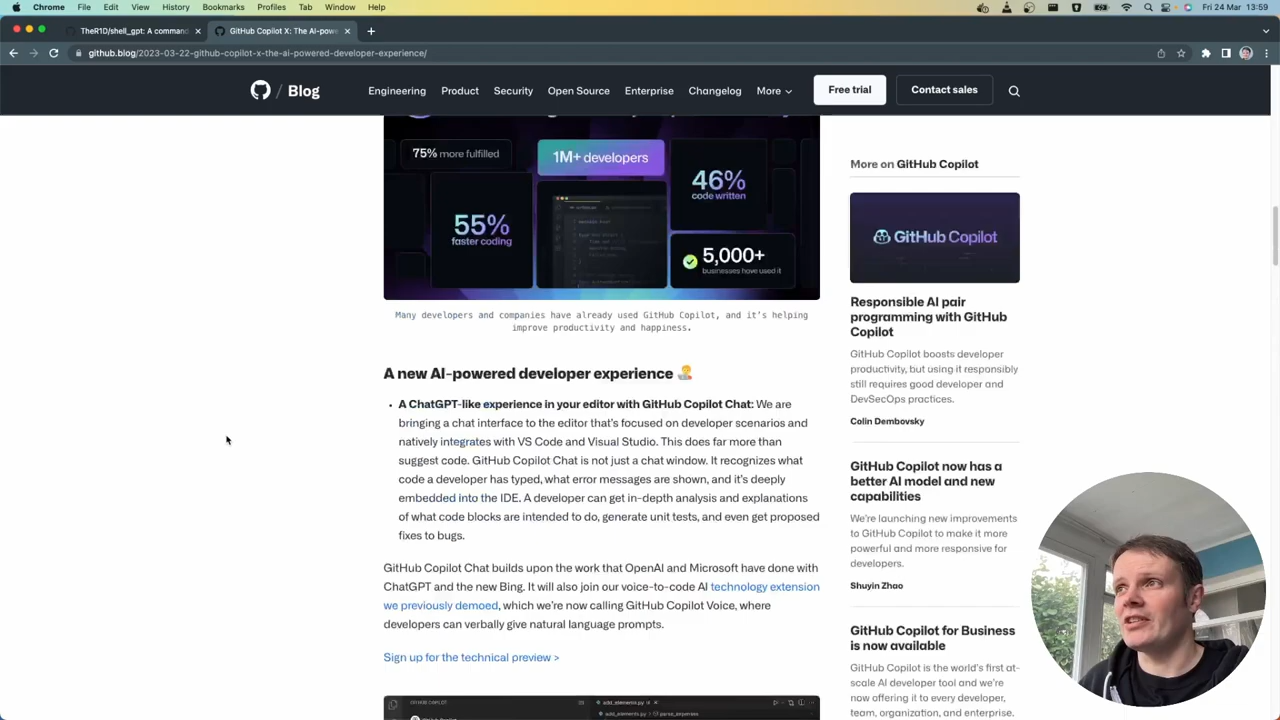 Chrome File Edit View History Bookmarks Profiles Tab Window Help
Fri 24 Mar 13:59
TheR1D/shell_gpt: A command
GitHub Copilot X: The AI-powe
github.blog/2023-03-22-github-copilot-x-the-ai-powered-developer-experience/
/ Blog
Engineering Product Security Open Source Enterprise Changelog More
Free trial
Contact sales
75% more fulfilled
1M+ developers
46%
code written
55%
faster coding
5,000+
businesses have used it
Many developers and companies have already used GitHub Copilot, and it's helping
improve productivity and happiness.
A new AI-powered developer experience
• A ChatGPT-like experience in your editor with GitHub Copilot Chat: We are
bringing a chat interface to the editor that's focused on developer scenarios and
natively integrates with VS Code and Visual Studio. This does far more than
suggest code. GitHub Copilot Chat is not just a chat window. It recognizes what
code a developer has typed, what error messages are shown, and it's deeply
embedded into the IDE. A developer can get in-depth analysis and explanations
of what code blocks are intended to do, generate unit tests, and even get proposed
fixes to bugs.
GitHub Copilot Chat builds upon the work that OpenAI and Microsoft have done with
ChatGPT and the new Bing. It will also join our voice-to-code AI technology extension
we previously demoed, which we're now calling GitHub Copilot Voice, where
developers can verbally give natural language prompts.
Sign up for the technical preview >
add_elements.py
parse_expenses
More on GitHub Copilot
GitHub Copilot
Responsible AI pair
programming with GitHub
Copilot
GitHub Copilot boosts developer
productivity, but using it responsibly
still requires good developer and
DevSecOps practices.
Colin Dembovsky
GitHub Copilot now has a
better AI model and new
capabilities
We're launching new improvements
to GitHub Copilot to make it more
powerful and more responsive for
developers.
Shuyin Zhao
GitHub Copilot for Business
is now available
GitHub Copilot is the world's first at-
scale AI developer tool and we're
now offering it to every developer,
team, organization, and enterprise.